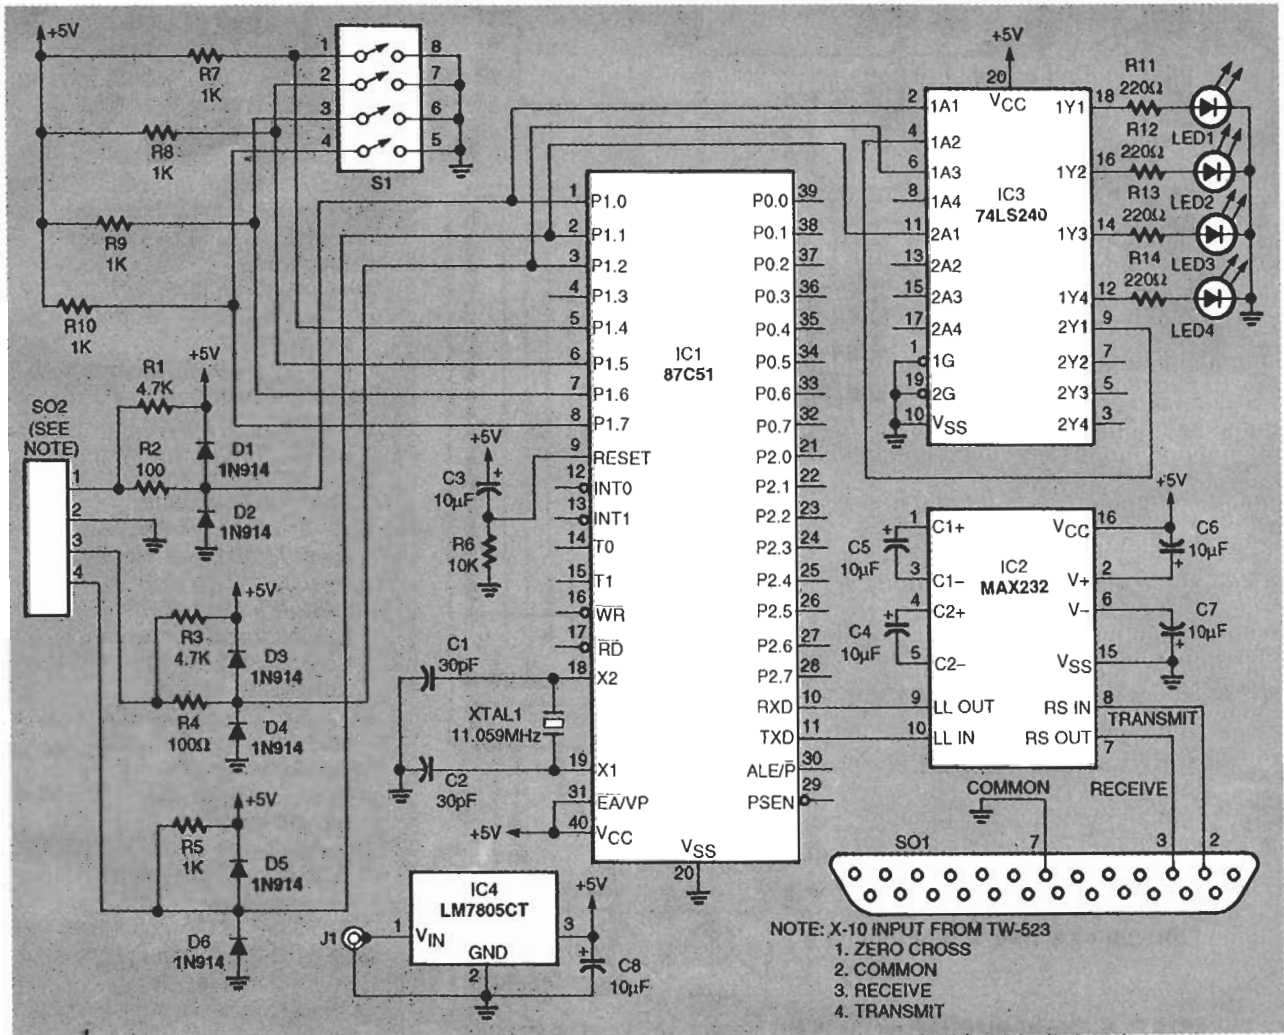 +5V
R7
1K
R8
1K
R9
1K
R10
1K
1
2
3
4
8
7
6
5
S1
SO2
(SEE
NOTE)
1
2
3
4
R1
4.7K
+5V
R2
100
D1
1N914
D2
1N914
+5V
R3
4.7K
D3
1N914
R4
100Ω
D4
1N914
+5V
R5
1K
D5
1N914
D6
1N914
+5V
C3
10µF
R6
10K
C1
30pF
XTAL1
11.059MHz
C2
30pF
+5V
IC1
87C51
1 P1.0
2 P1.1
3 P1.2
4 P1.3
5 P1.4
6 P1.5
7 P1.6
8 P1.7
9 RESET
12 INT0
13 INT1
14 T0
15 T1
16 WR
17 RD
18 X2
19 X1
31 EA/VP
40 VCC
VSS
20
P0.0 39
P0.1 38
P0.2 37
P0.3 36
P0.4 35
P0.5 34
P0.6 33
P0.7 32
P2.0 21
P2.1 22
P2.2 23
P2.3 24
P2.4 25
P2.5 26
P2.6 27
P2.7 28
RXD 10
TXD 11
ALE/P 30
PSEN 29
+5V
20
VCC
IC3
74LS240
2 1A1
4 1A2
6 1A3
8 1A4
11 2A1
13 2A2
15 2A3
17 2A4
1 1G
19 2G
10 VSS
1Y1 18
1Y2 16
1Y3 14
1Y4 12
2Y1 9
2Y2 7
2Y3 5
2Y4 3
R11
220Ω
LED1
R12
220Ω
LED2
R13
220Ω
LED3
R14
220Ω
LED4
IC2
MAX232
1 C1+
3 C1−
4 C2+
5 C2−
9 LL OUT
10 LL IN
VCC 16
V+ 2
V− 6
VSS 15
RS IN 8
RS OUT 7
+
C5
10µF
+
C4
10µF
+5V
C6
10µF
+
C7
10µF
+
TRANSMIT
COMMON
RECEIVE
SO1
7
3
2
IC4
LM7805CT
J1
1
VIN
GND
2
3
+5V
+
C8
10µF
NOTE: X-10 INPUT FROM TW-523
1. ZERO CROSS
2. COMMON
3. RECEIVE
4. TRANSMIT